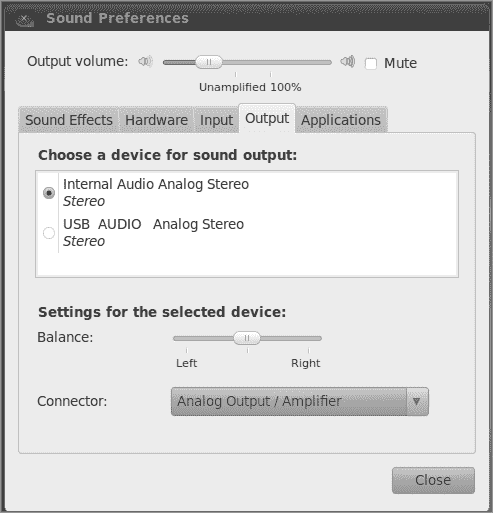 Sound Preferences
Output volume: Mute
Unamplified 100%
Sound Effects Hardware Input Output Applications
Choose a device for sound output:
Internal Audio Analog Stereo
Stereo
USB AUDIO Analog Stereo
Stereo
Settings for the selected device:
Balance:
Left Right
Connector: Analog Output / Amplifier
Close